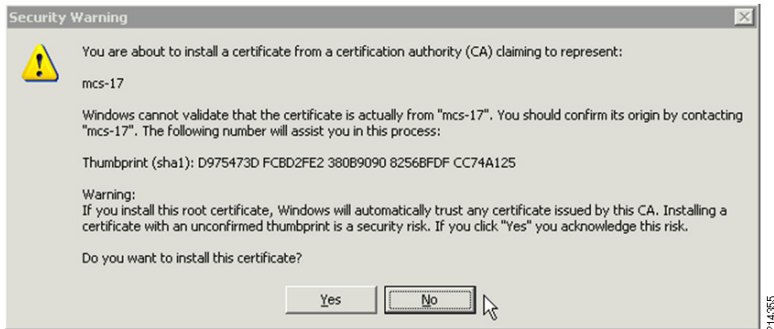 Security Warning
You are about to install a certificate from a certification authority (CA) claiming to represent:
mcs-17
Windows cannot validate that the certificate is actually from "mcs-17". You should confirm its origin by contacting
"mcs-17". The following number will assist you in this process:
Thumbprint (sha1): D975473D FCBD2FE2 380B9090 8256BFDF CC74A125
Warning:
If you install this root certificate, Windows will automatically trust any certificate issued by this CA. Installing a
certificate with an unconfirmed thumbprint is a security risk. If you click "Yes" you acknowledge this risk.
Do you want to install this certificate?
Yes
No